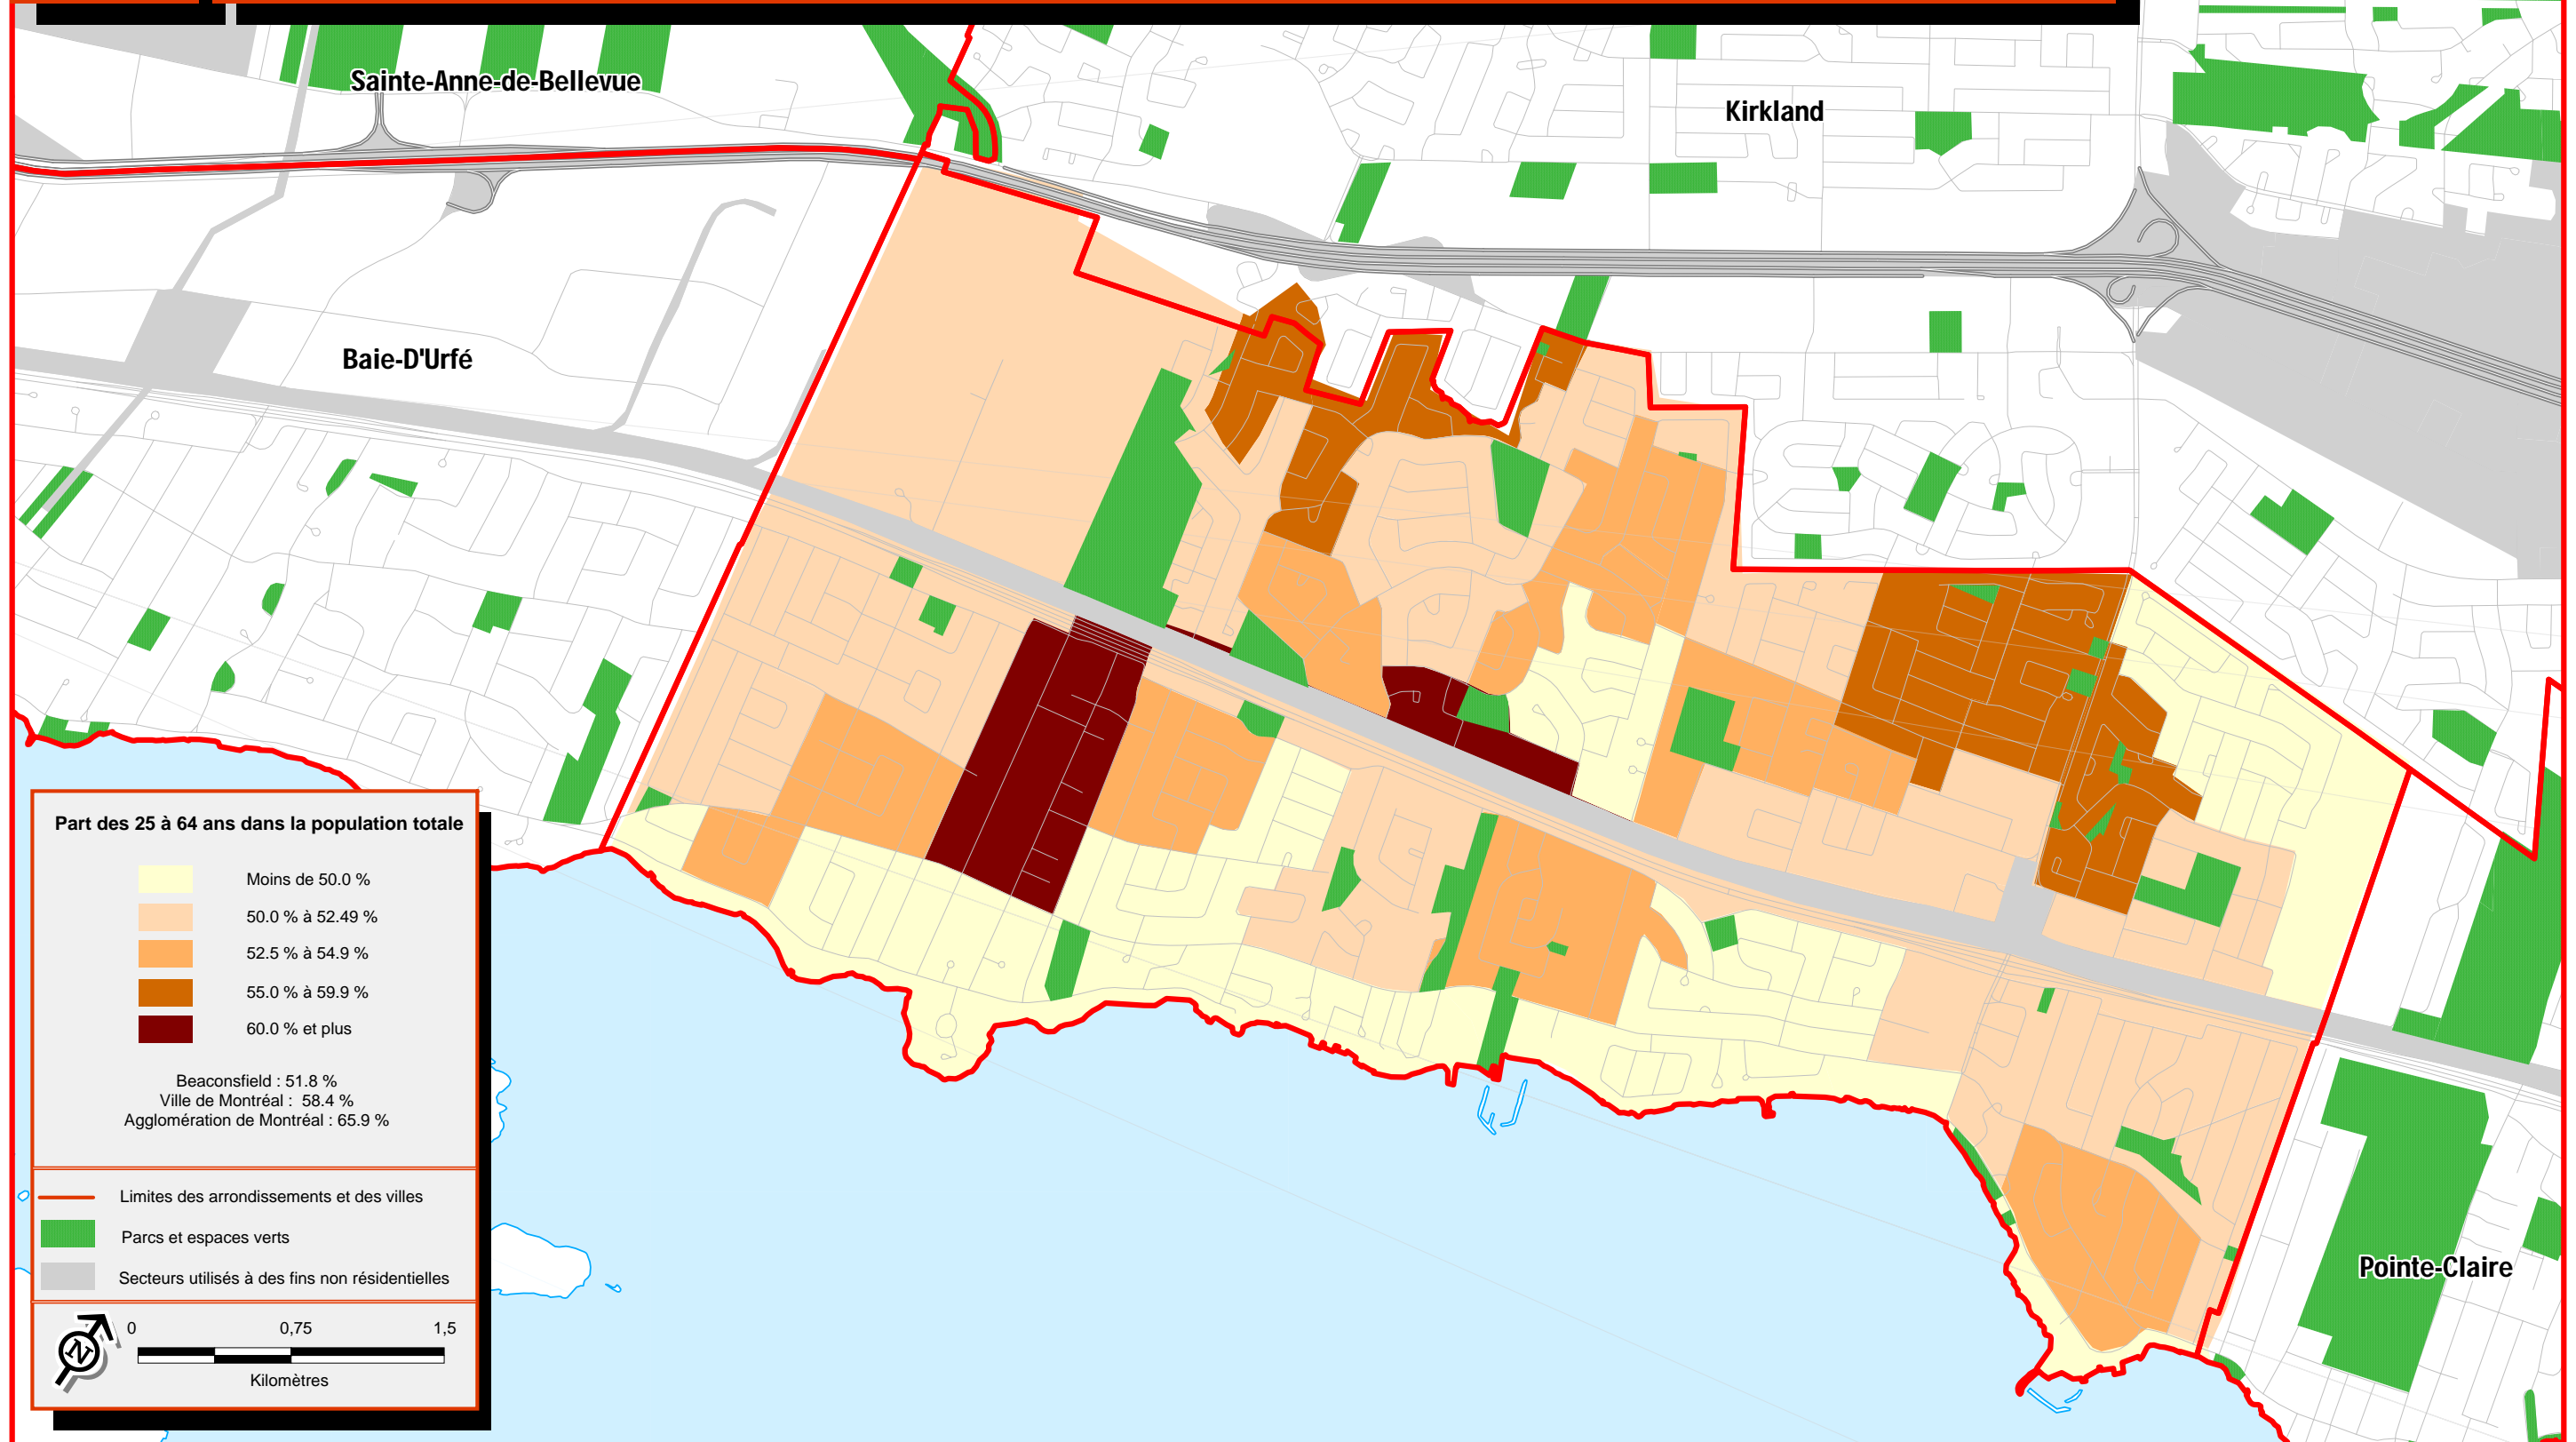 Sainte-Anne-de-Bellevue
Kirkland
Baie-D'Urfé
Pointe-Claire
Part des 25 à 64 ans dans la population totale
Moins de 50.0 %
50.0 % à 52.49 %
52.5 % à 54.9 %
55.0 % à 59.9 %
60.0 % et plus
Beaconsfield : 51.8 %
Ville de Montréal : 58.4 %
Agglomération de Montréal : 65.9 %
Limites des arrondissements et des villes
Parcs et espaces verts
Secteurs utilisés à des fins non résidentielles
N
0 0,75 1,5
Kilomètres